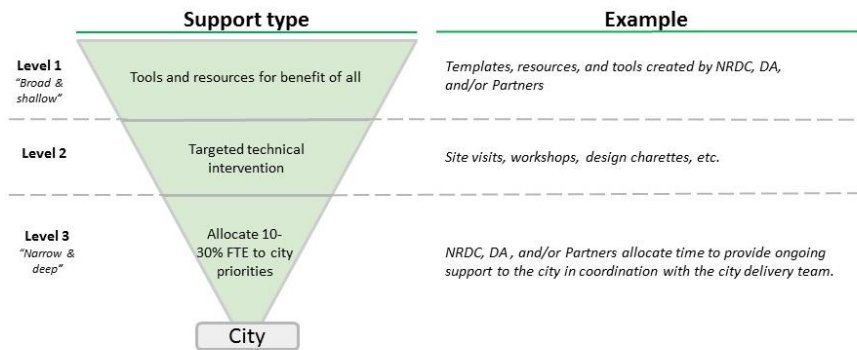 Support type
Example
Level 1
"Broad &
shallow"
Tools and resources for benefit of all
Templates, resources, and tools created by NRDC, DA,
and/or Partners
Level 2
Targeted technical
intervention
Site visits, workshops, design charettes, etc.
Level 3
"Narrow &
deep"
Allocate 10-
30% FTE to city
priorities
NRDC, DA , and/or Partners allocate time to provide ongoing
support to the city in coordination with the city delivery team.
City